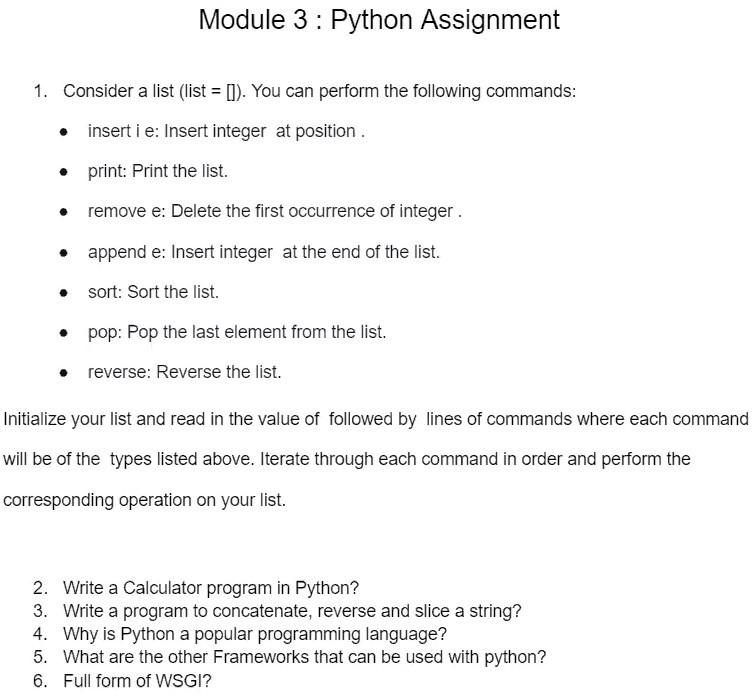 Module 3 : Python Assignment
1. Consider a list (list = []). You can perform the following commands:
● insert i e: Insert integer  at position .
● print: Print the list.
● remove e: Delete the first occurrence of integer .
● append e: Insert integer  at the end of the list.
● sort: Sort the list.
● pop: Pop the last element from the list.
● reverse: Reverse the list.
Initialize your list and read in the value of  followed by  lines of commands where each command
will be of the  types listed above. Iterate through each command in order and perform the
corresponding operation on your list.
2. Write a Calculator program in Python?
3. Write a program to concatenate, reverse and slice a string?
4. Why is Python a popular programming language?
5. What are the other Frameworks that can be used with python?
6. Full form of WSGI?